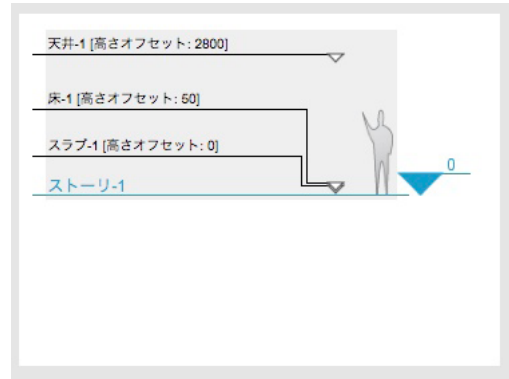 天井-1 [高さオフセット: 2800]
床-1 [高さオフセット: 50]
スラブ-1 [高さオフセット: 0]
0
ストーリ-1